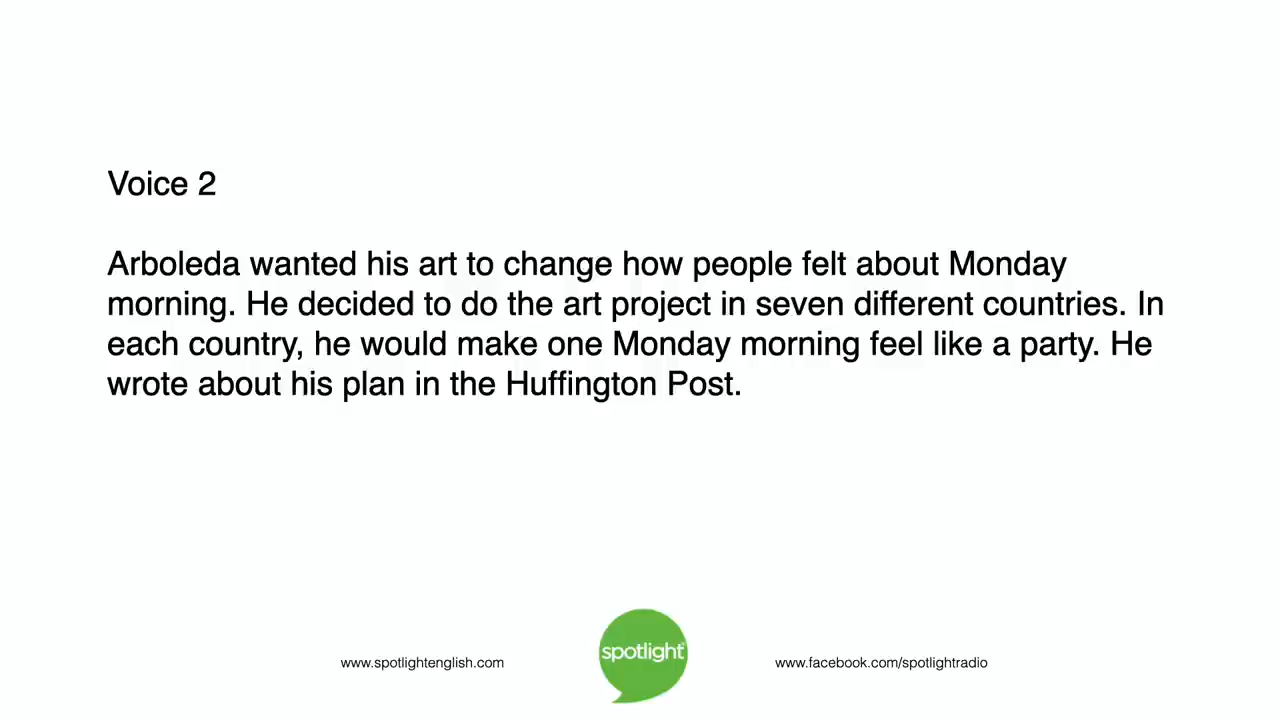 Voice 2
Arboleda wanted his art to change how people felt about Monday
morning. He decided to do the art project in seven different countries. In
each country, he would make one Monday morning feel like a party. He
wrote about his plan in the Huffington Post.
www.spotlightenglish.com
spotlight
www.facebook.com/spotlightradio